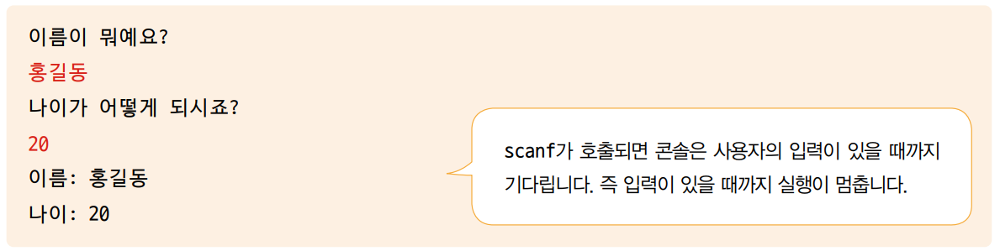 이름이 뭐예요?
홍길동
나이가 어떻게 되시죠?
20
이름: 홍길동
나이: 20
scanf가 호출되면 콘솔은 사용자의 입력이 있을 때까지
기다립니다. 즉 입력이 있을 때까지 실행이 멈춥니다.